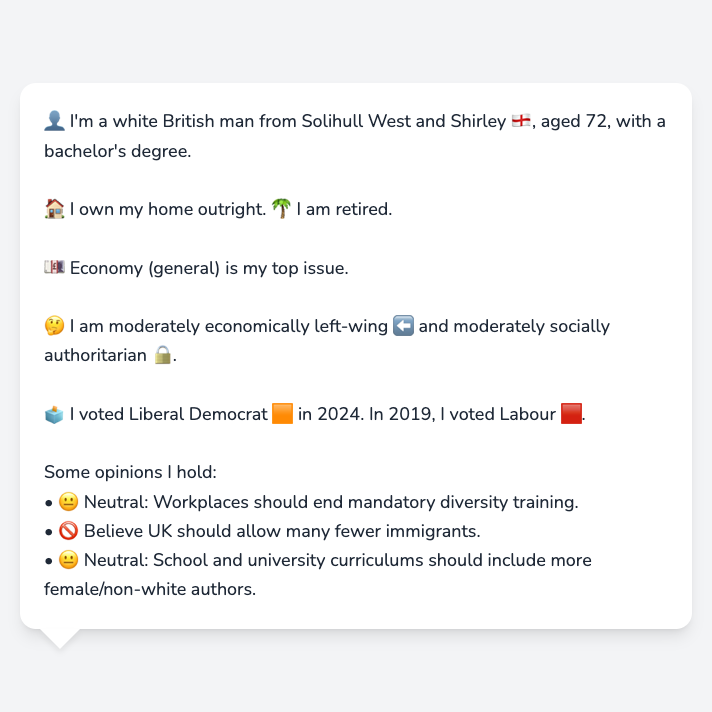 👤 I'm a white British man from Solihull West and Shirley 🏴󠁧󠁢󠁥󠁮󠁧󠁿, aged 72, with a
bachelor's degree.
🏠 I own my home outright. 🌴 I am retired.
💷 Economy (general) is my top issue.
🤔 I am moderately economically left-wing ⬅️ and moderately socially
authoritarian 🔒.
🗳️ I voted Liberal Democrat 🟧 in 2024. In 2019, I voted Labour 🟥.
Some opinions I hold:
• 😐 Neutral: Workplaces should end mandatory diversity training.
• 🚫 Believe UK should allow many fewer immigrants.
• 😐 Neutral: School and university curriculums should include more
female/non-white authors.